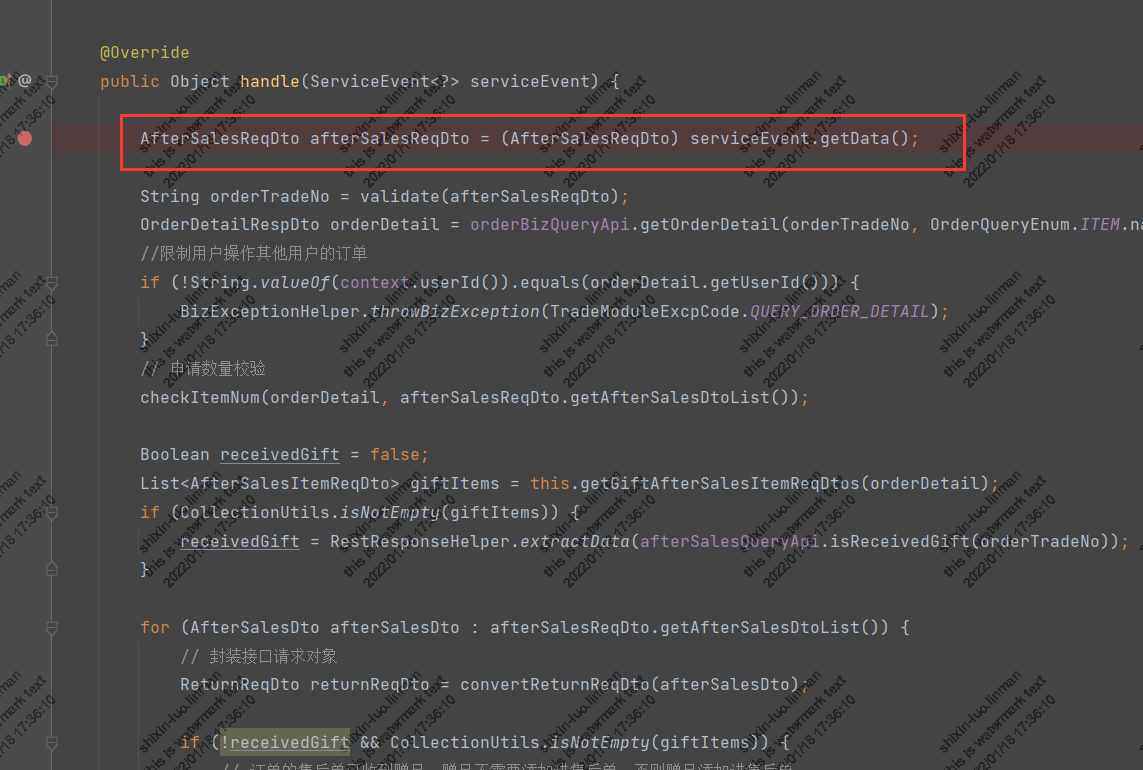 @Override
public Object handle(ServiceEvent<?> serviceEvent) {
AfterSalesReqDto afterSalesReqDto = (AfterSalesReqDto) serviceEvent.getData();
String orderTradeNo = validate(afterSalesReqDto);
OrderDetailRespDto orderDetail = orderBizQueryApi.getOrderDetail(orderTradeNo, OrderQueryEnum.ITEM.na
//限制用户操作其他用户的订单
if (!String.valueOf(context.userId()).equals(orderDetail.getUserId())) {
BizExceptionHelper.throwBizException(TradeModuleExcpCode.QUERY_ORDER_DETAIL);
}
// 申请数量校验
checkItemNum(orderDetail, afterSalesReqDto.getAfterSalesDtoList());
Boolean receivedGift = false;
List<AfterSalesItemReqDto> giftItems = this.getGiftAfterSalesItemReqDtos(orderDetail);
if (CollectionUtils.isNotEmpty(giftItems)) {
receivedGift = RestResponseHelper.extractData(afterSalesQueryApi.isReceivedGift(orderTradeNo));
}
for (AfterSalesDto afterSalesDto : afterSalesReqDto.getAfterSalesDtoList()) {
// 封装接口请求对象
ReturnReqDto returnReqDto = convertReturnReqDto(afterSalesDto);
if (!receivedGift && CollectionUtils.isNotEmpty(giftItems)) {
shixin-luo.linman
this is watermark text
2022/01/18 17:36:10